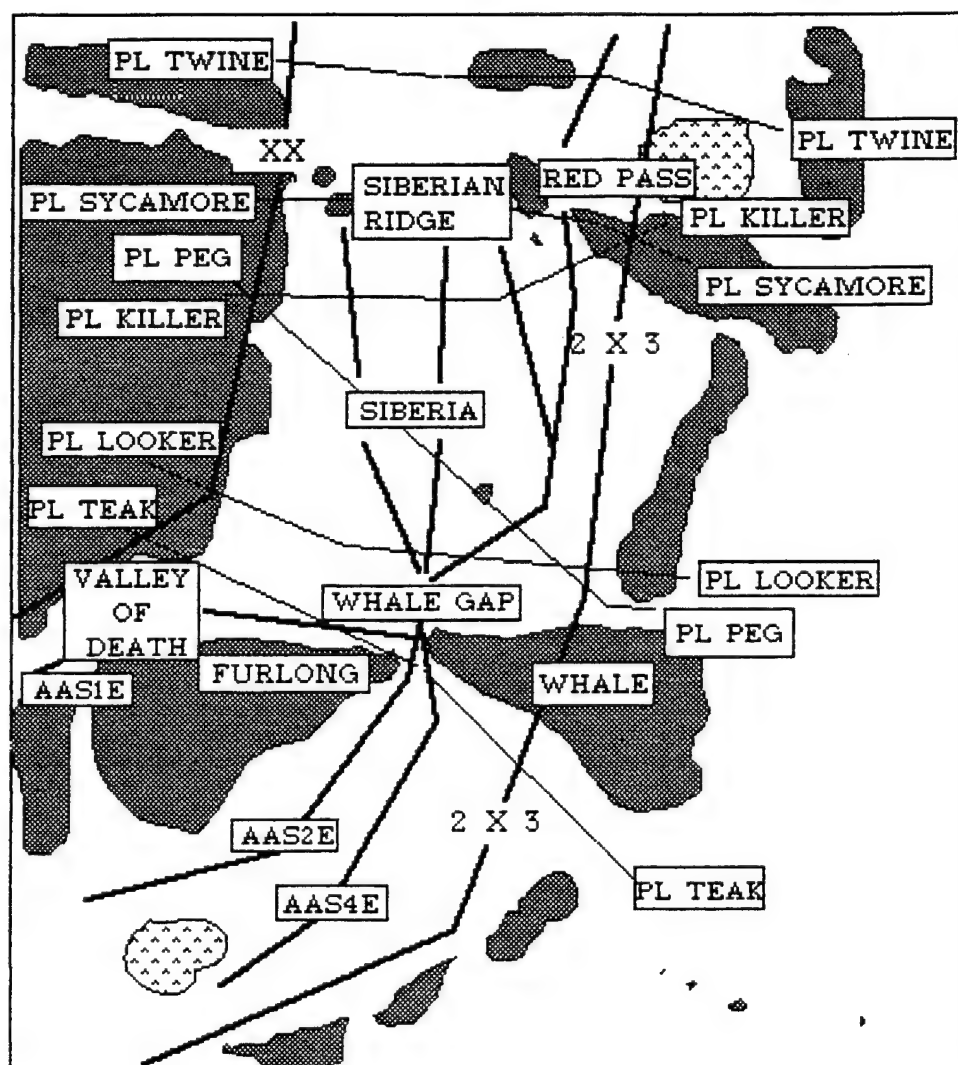 PL TWINE
PL TWINE
XX
SIBERIAN
RIDGE
RED PASS
PL SYCAMORE
PL KILLER
PL PEG
PL SYCAMORE
PL KILLER
2 X 3
SIBERIA
PL LOOKER
PL TEAK
VALLEY
OF
DEATH
WHALE GAP
PL LOOKER
PL PEG
AAS1E
FURLONG
WHALE
AAS2E
2 X 3
AAS4E
PL TEAK